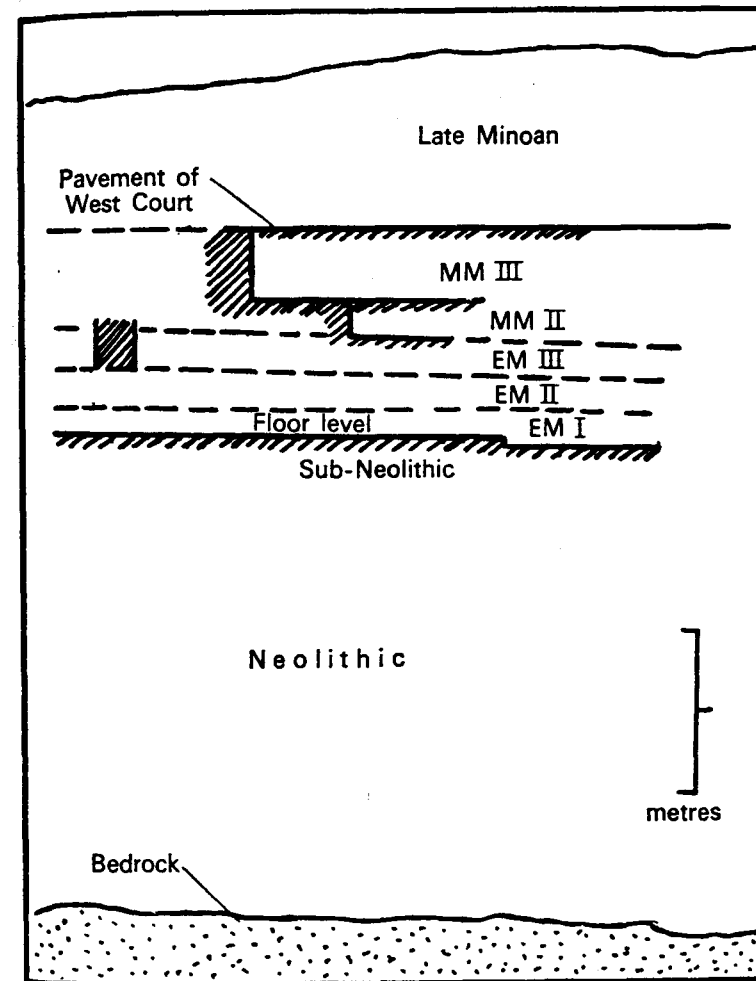 Late Minoan
Pavement of
West Court
MM III
MM II
EM III
EM II
Floor level
EM I
Sub-Neolithic
Neolithic
metres
Bedrock